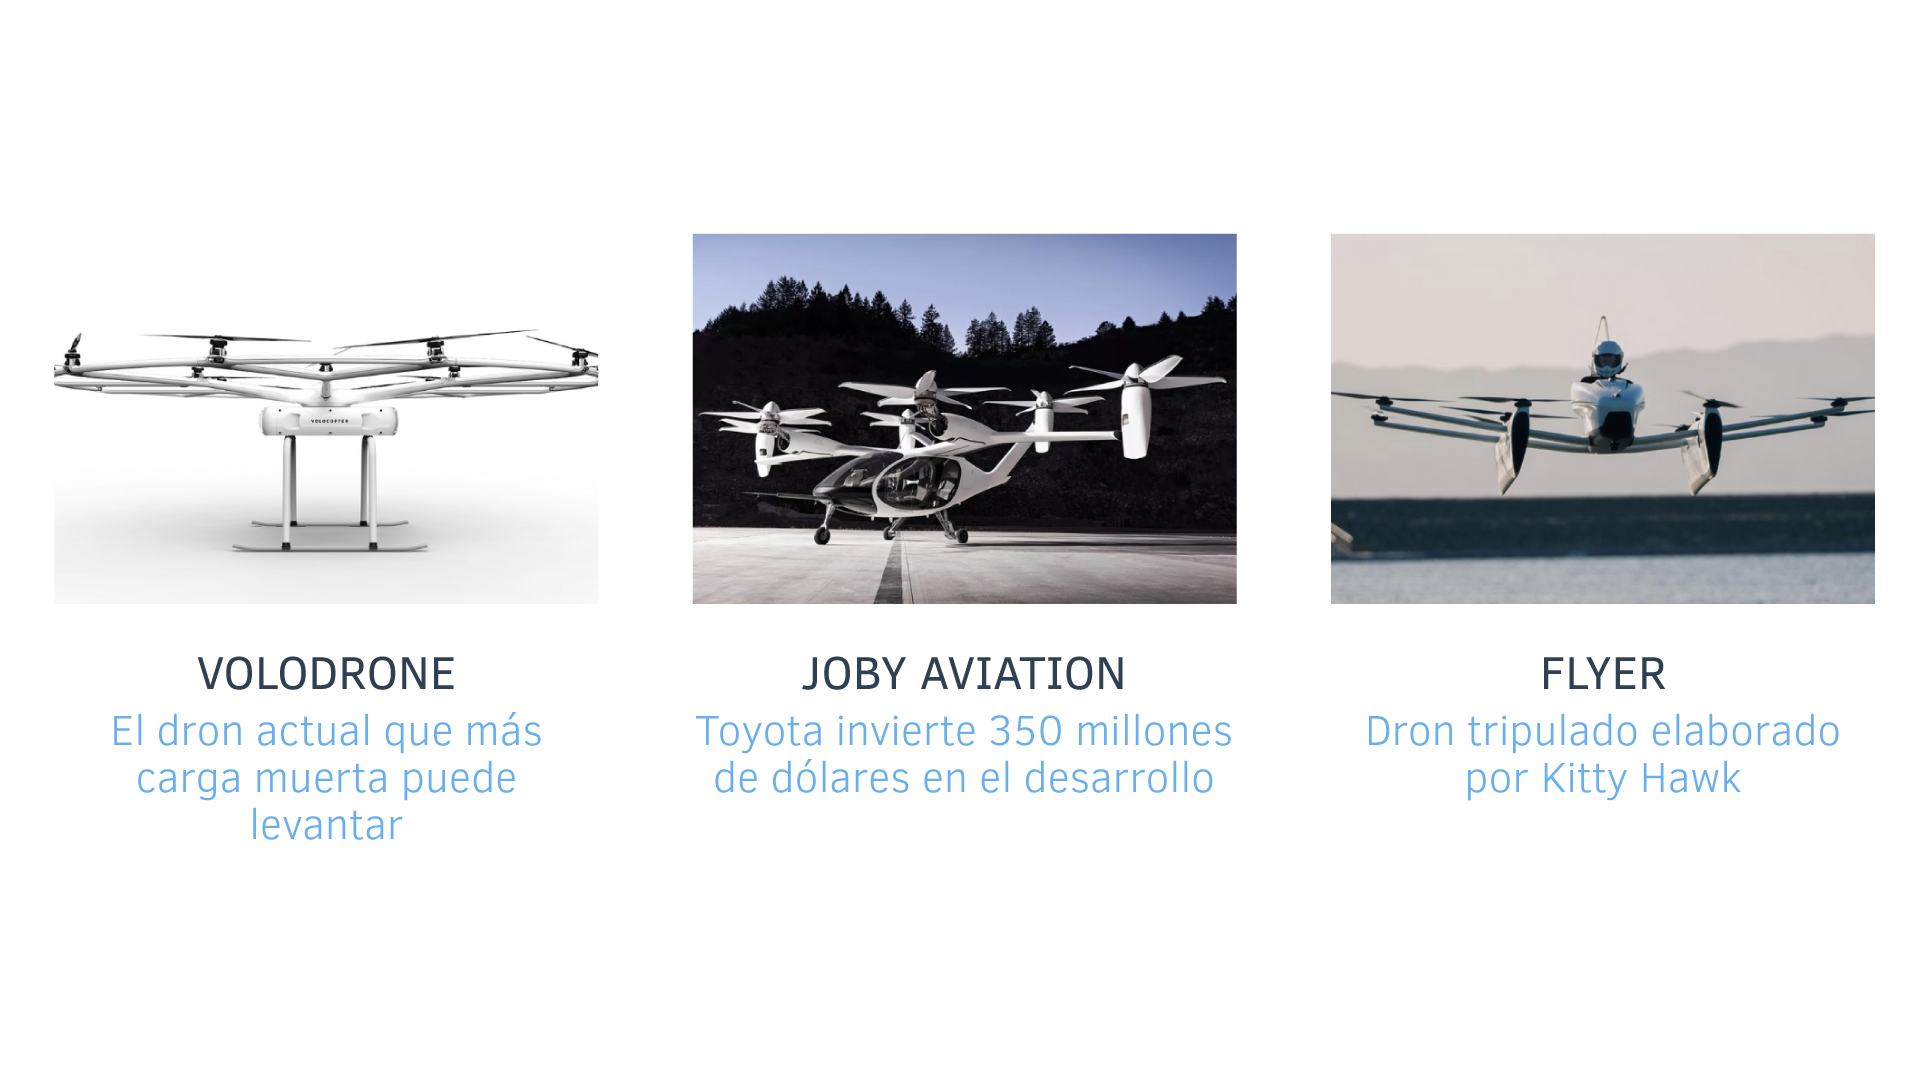 VOLOCOPTER
VOLODRONE
El dron actual que más
carga muerta puede
levantar
JOBY AVIATION
Toyota invierte 350 millones
de dólares en el desarrollo
FLYER
Dron tripulado elaborado
por Kitty Hawk